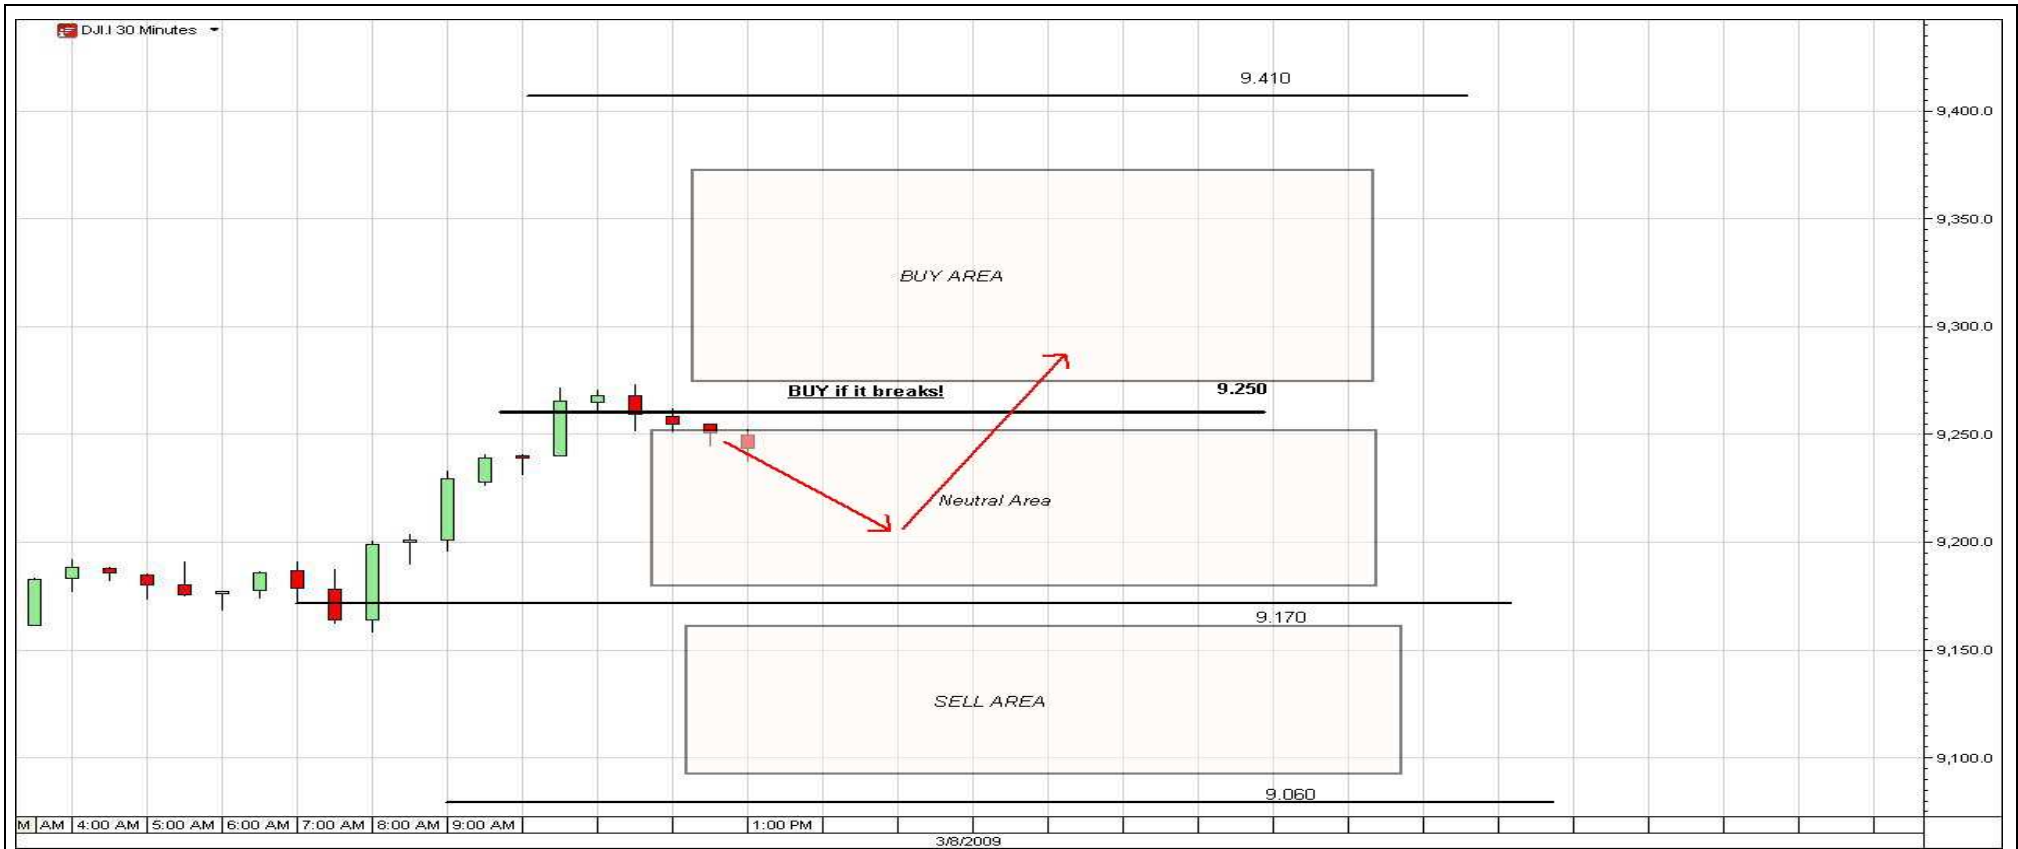 DJI.I 30 Minutes
9.410
9,400.0
9,350.0
BUY AREA
9,300.0
BUY if it breaks!
9.250
9,250.0
Neutral Area
9,200.0
9.170
9,150.0
SELL AREA
9,100.0
9.060
M AM 4:00 AM 5:00 AM 6:00 AM 7:00 AM 8:00 AM 9:00 AM 1:00 PM
3/8/2009